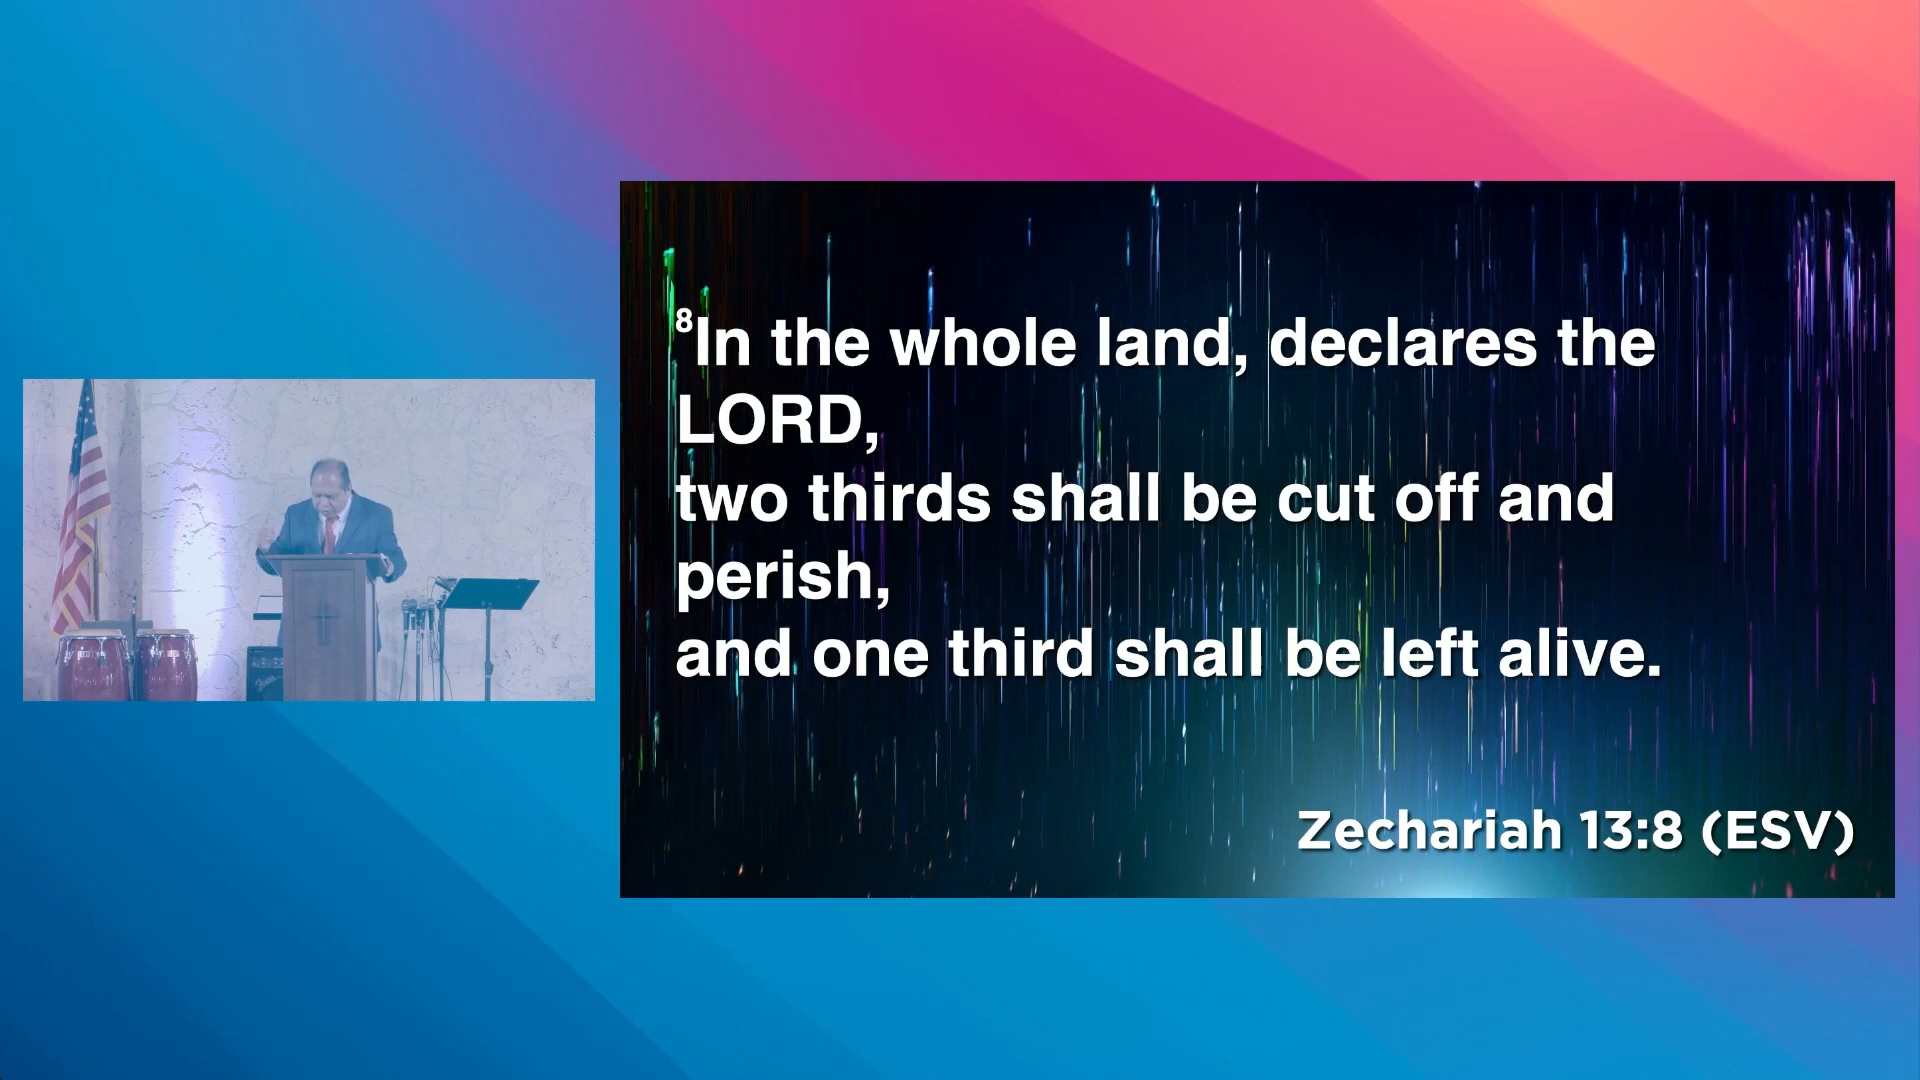 ⁸In the whole land, declares the
LORD,
two thirds shall be cut off and
perish,
and one third shall be left alive.
Zechariah 13:8 (ESV)